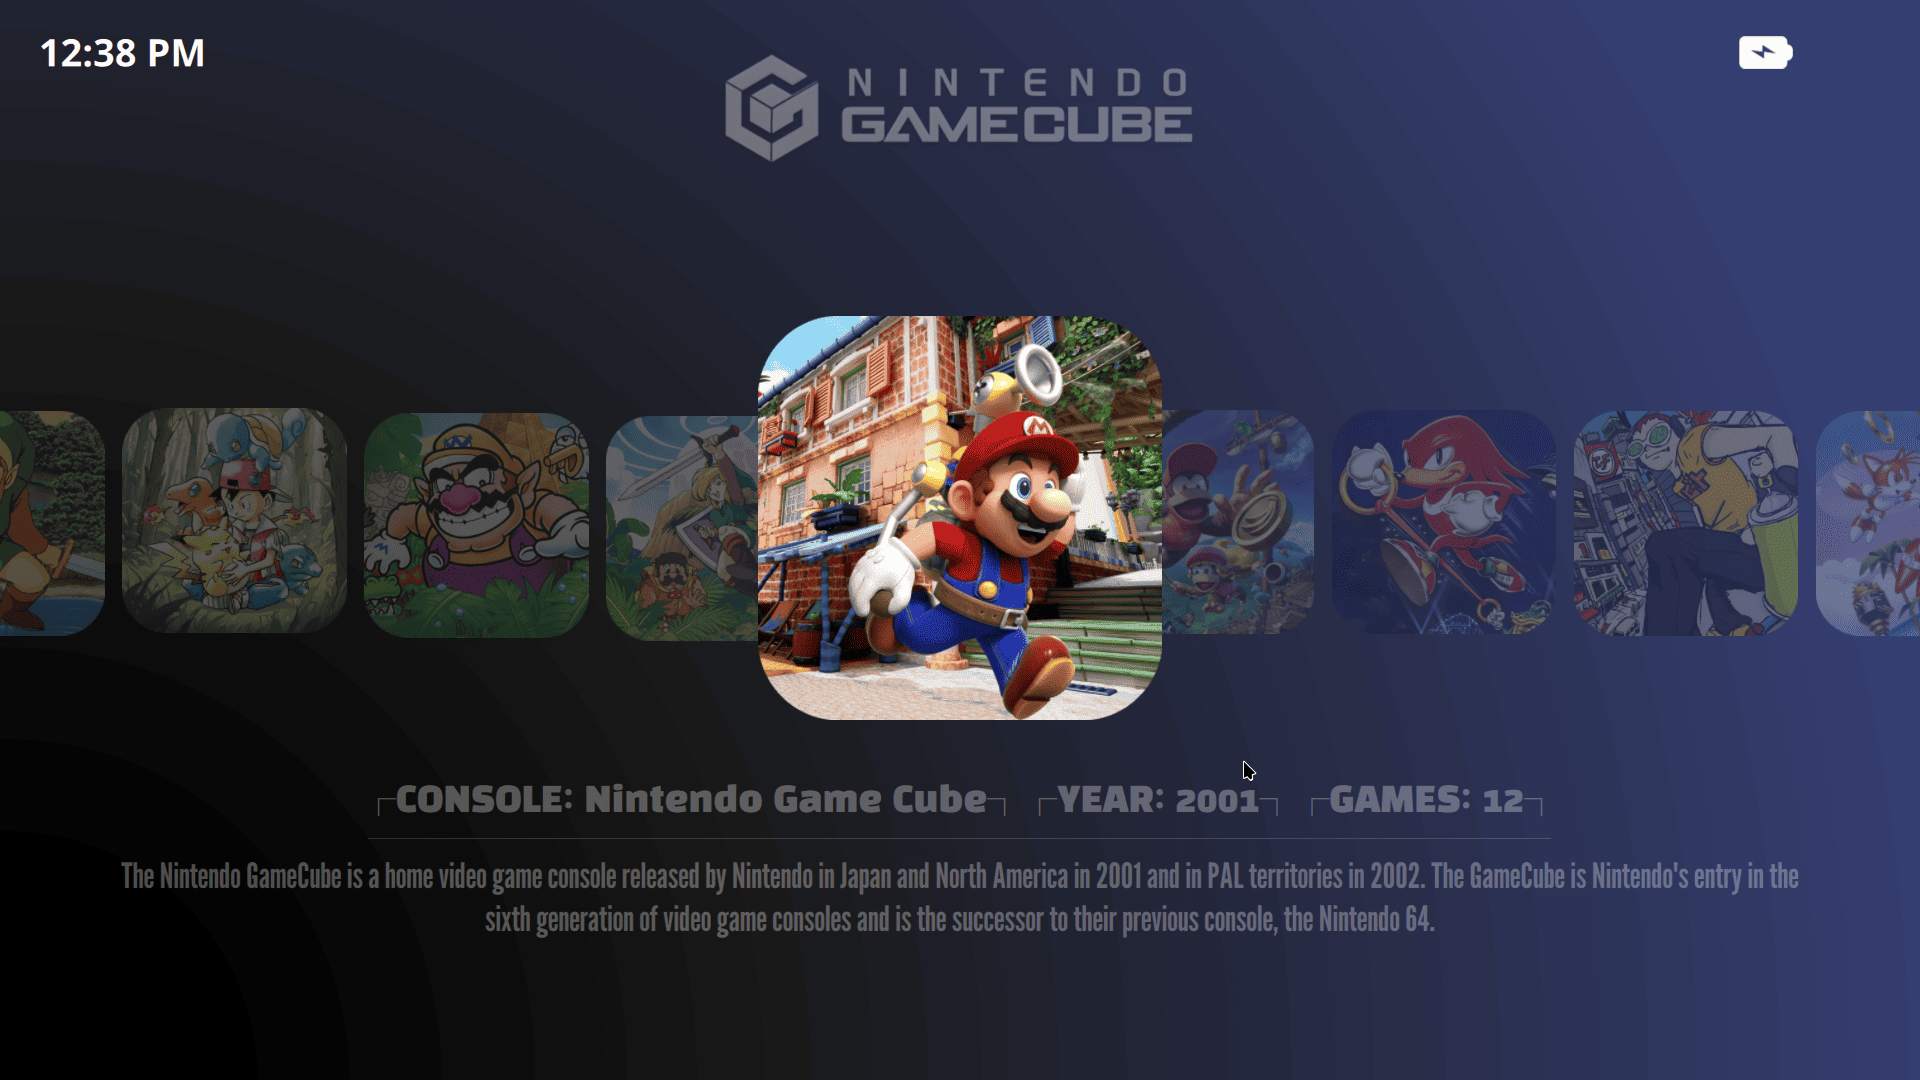 12:38 PM
NINTENDO
GAMECUBE
M
CONSOLE: Nintendo Game Cube YEAR: 2001 GAMES: 12
The Nintendo GameCube is a home video game console released by Nintendo in Japan and North America in 2001 and in PAL territories in 2002. The GameCube is Nintendo's entry in the
sixth generation of video game consoles and is the successor to their previous console, the Nintendo 64.